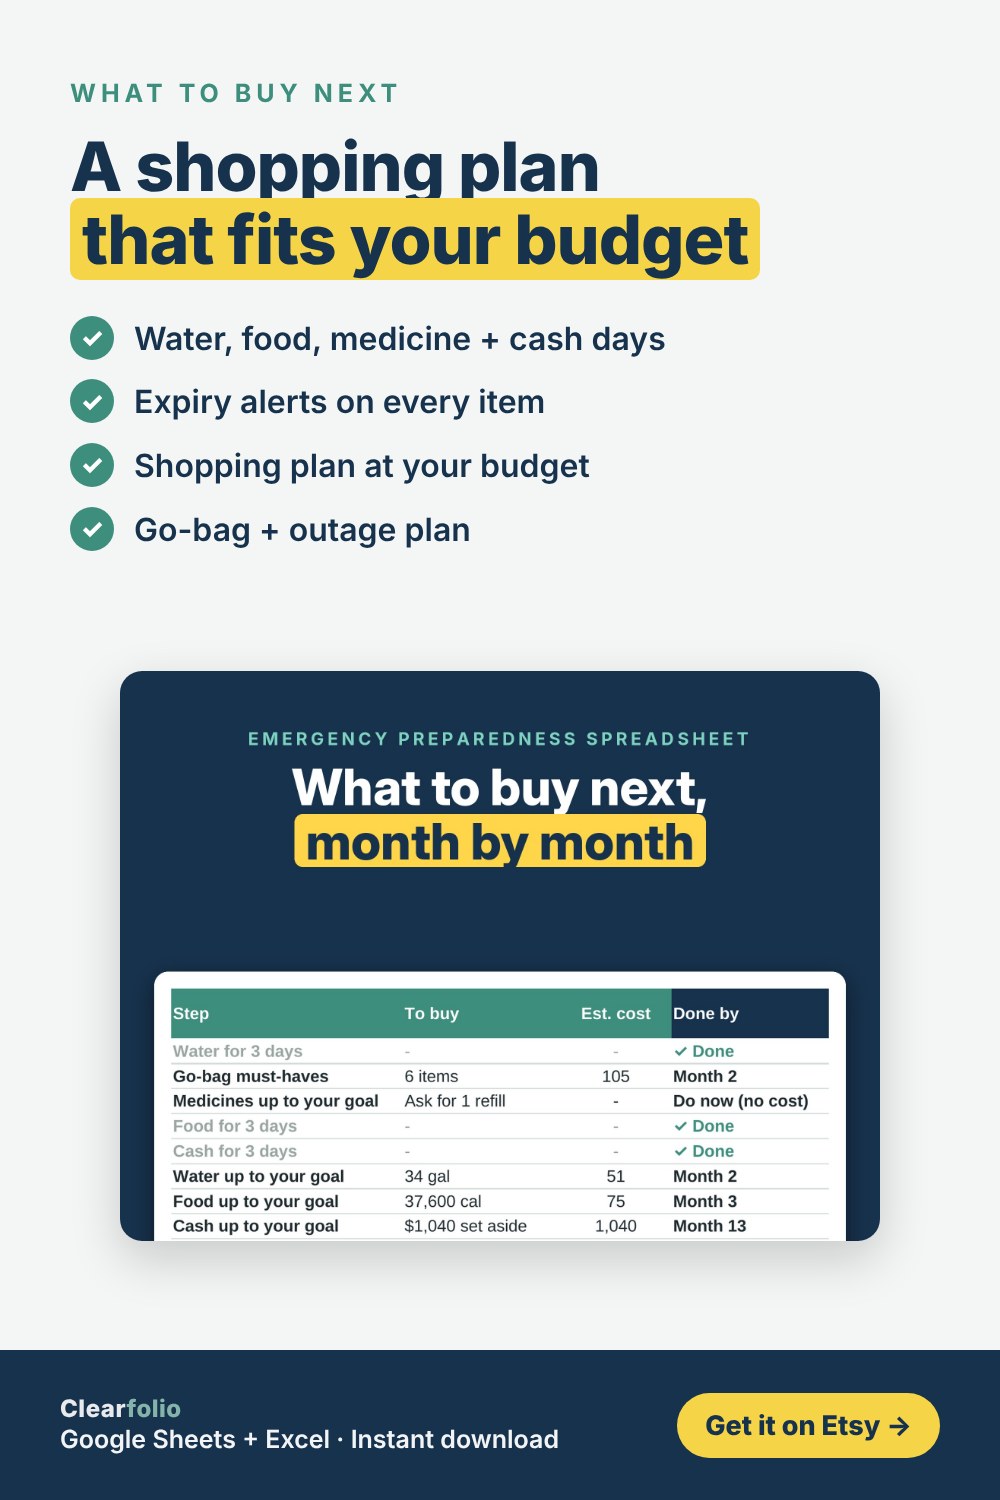 WHAT TO BUY NEXT
A shopping plan
that fits your budget
Water, food, medicine + cash days
Expiry alerts on every item
Shopping plan at your budget
Go-bag + outage plan
EMERGENCY PREPAREDNESS SPREADSHEET
What to buy next,
month by month
Step To buy Est. cost Done by
Water for 3 days - - ✓ Done
Go-bag must-haves 6 items 105 Month 2
Medicines up to your goal Ask for 1 refill - Do now (no cost)
Food for 3 days - - ✓ Done
Cash for 3 days - - ✓ Done
Water up to your goal 34 gal 51 Month 2
Food up to your goal 37,600 cal 75 Month 3
Cash up to your goal $1,040 set aside 1,040 Month 13
Clearfolio
Google Sheets + Excel · Instant download
Get it on Etsy →